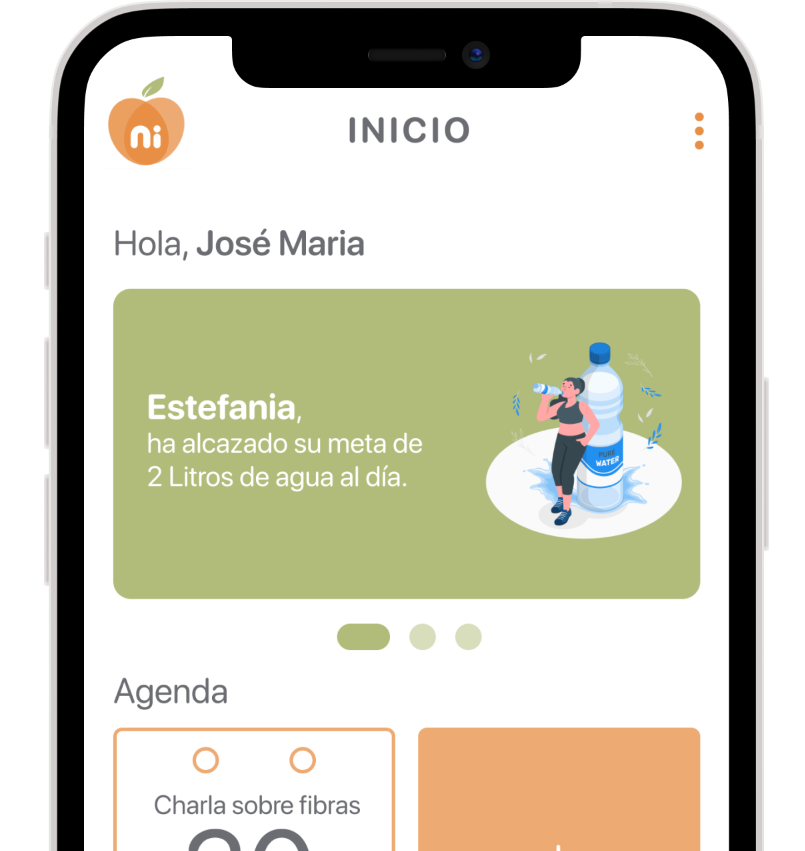 ni
INICIO
Hola, José Maria
Estefania,
ha alcazado su meta de
2 Litros de agua al día.
PURE
WATER
Agenda
Charla sobre fibras